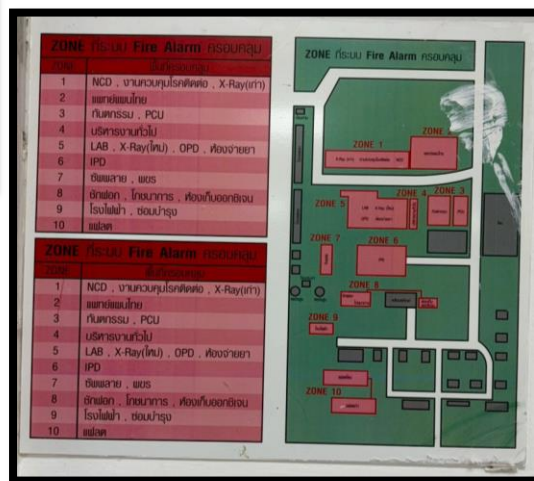 ZONE ที่ระบบ Fire Alarm ครอบคลุม
ZONE พื้นที่ครอบคลุม
1 NCD , งานควบคุมโรคติดต่อ , X-Ray(เก่า)
2 แพทย์แผนไทย
3 ทันตกรรม , PCU
4 บริหารงานทั่วไป
5 LAB , X-Ray(ใหม่) , OPD , ห้องจ่ายยา
6 IPD
7 ซัพพลาย , พขร
8 ซักฟอก , โภชนาการ , ห้องเก็บออกซิเจน
9 โรงไฟฟ้า , ซ่อมบำรุง
10 แฟลต
ZONE ที่ระบบ Fire Alarm ครอบคลุม
ZONE พื้นที่ครอบคลุม
1 NCD , งานควบคุมโรคติดต่อ , X-Ray(เก่า)
2 แพทย์แผนไทย
3 ทันตกรรม , PCU
4 บริหารงานทั่วไป
5 LAB , X-Ray(ใหม่) , OPD , ห้องจ่ายยา
6 IPD
7 ซัพพลาย , พขร
8 ซักฟอก , โภชนาการ , ห้องเก็บออกซิเจน
9 โรงไฟฟ้า , ซ่อมบำรุง
10 แฟลต
ZONE ที่ระบบ Fire Alarm ครอบคลุม
ZONE
ZONE 1
ZONE 4 ZONE 3
ZONE 5
ZONE 7 ZONE 6
ZONE 8
ZONE 9
ZONE 10